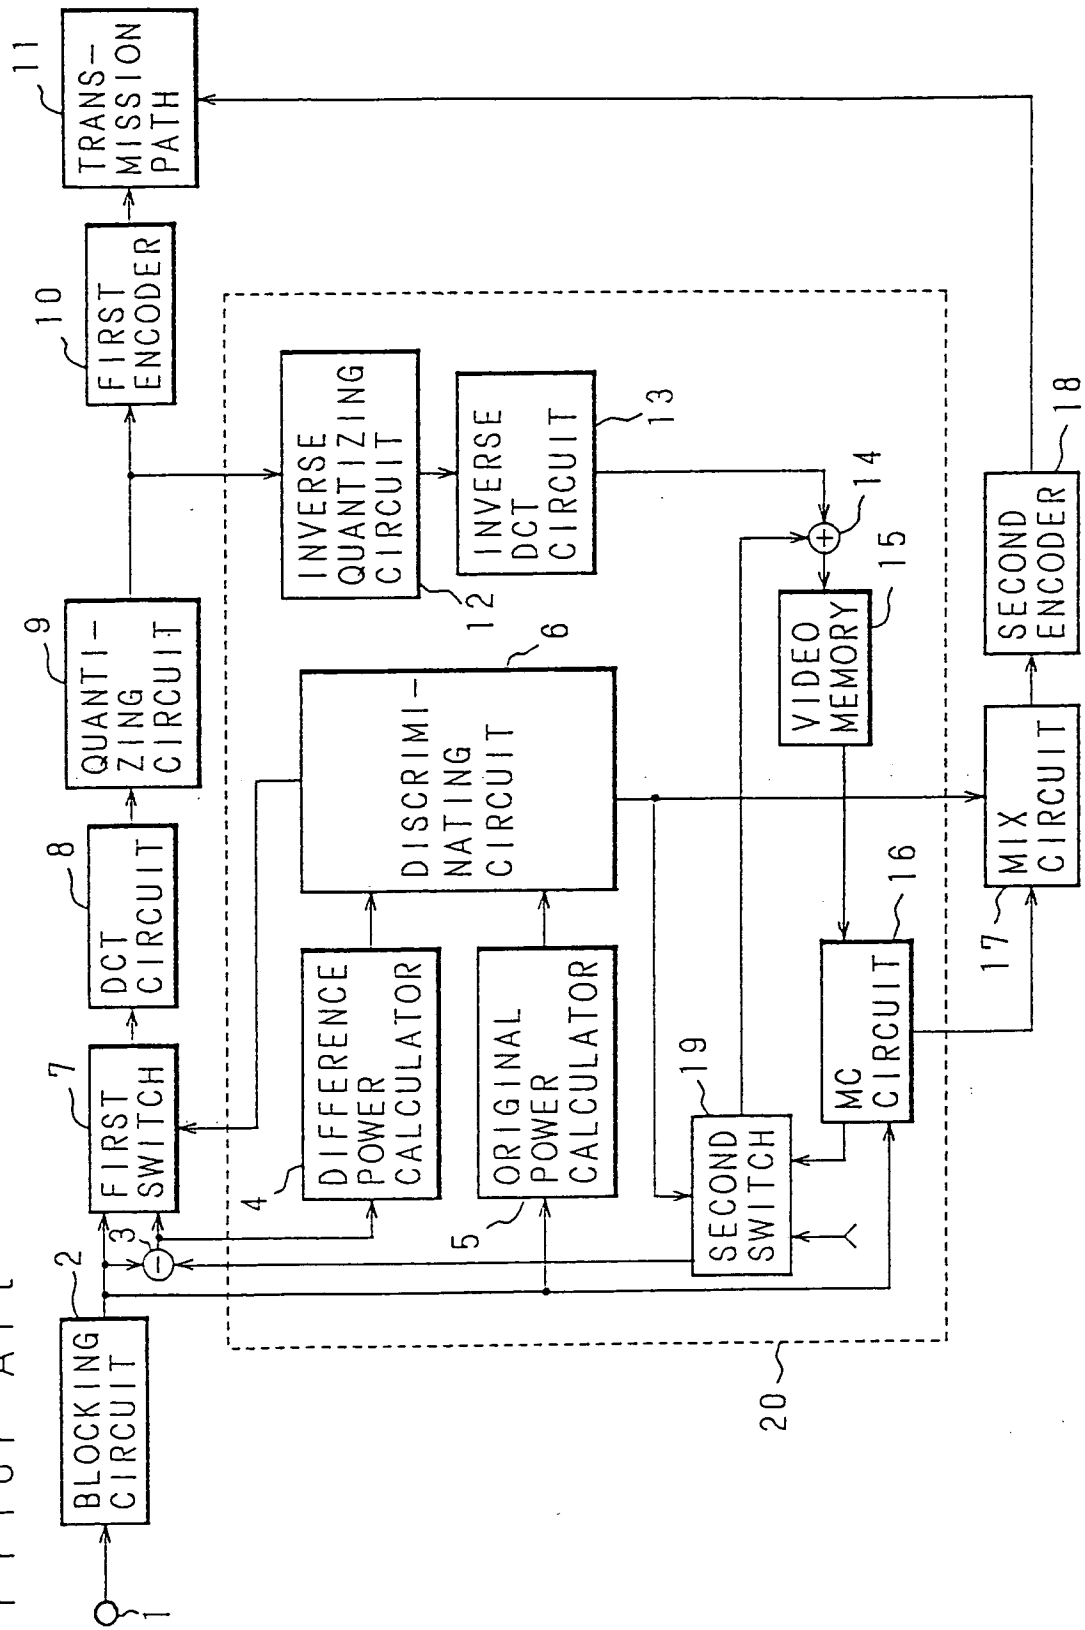 Prior Art
1
BLOCKING
CIRCUIT
2
3
FIRST
SWITCH
7
DCT
CIRCUIT
8
QUANTI-
ZING
CIRCUIT
9
FIRST
ENCODER
10
TRANS-
MISSION
PATH
11
DIFFERENCE
POWER
CALCULATOR
4
ORIGINAL
POWER
CALCULATOR
5
DISCRIMI-
NATING
CIRCUIT
6
INVERSE
QUANTIZING
CIRCUIT
12
INVERSE
DCT
CIRCUIT
13
SECOND
SWITCH
19
+
14
VIDEO
MEMORY
15
MC
CIRCUIT
16
20
MIX
CIRCUIT
17
SECOND
ENCODER
18